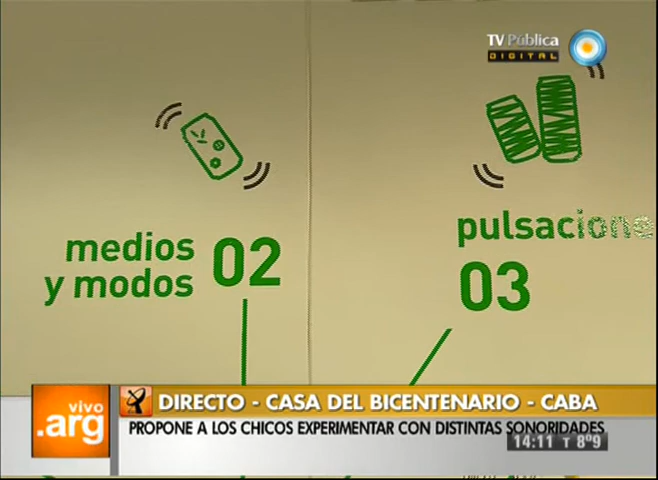 TV Pública
DIGITAL
medios
y modos 02
pulsacione
03
vivo
.arg
DIRECTO - CASA DEL BICENTENARIO - CABA
PROPONE A LOS CHICOS EXPERIMENTAR CON DISTINTAS SONORIDADES
14:11 T 8º9